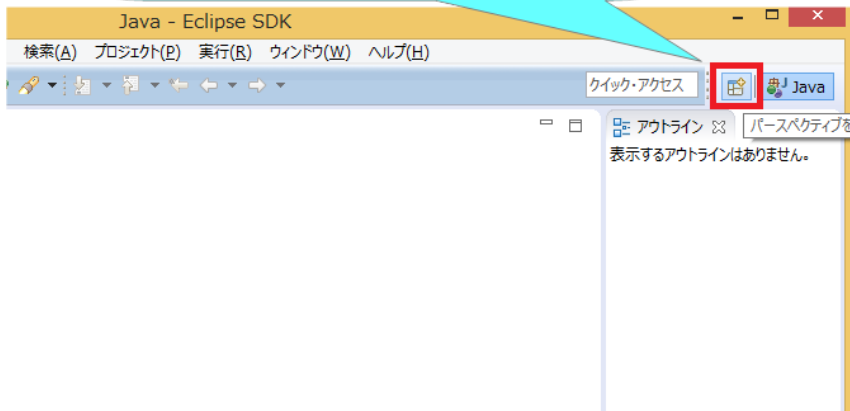 Java - Eclipse SDK
検索(A) プロジェクト(P) 実行(R) ウィンドウ(W) ヘルプ(H)
クイック・アクセス
Java
アウトライン
パースペクティブを
表示するアウトラインはありません。